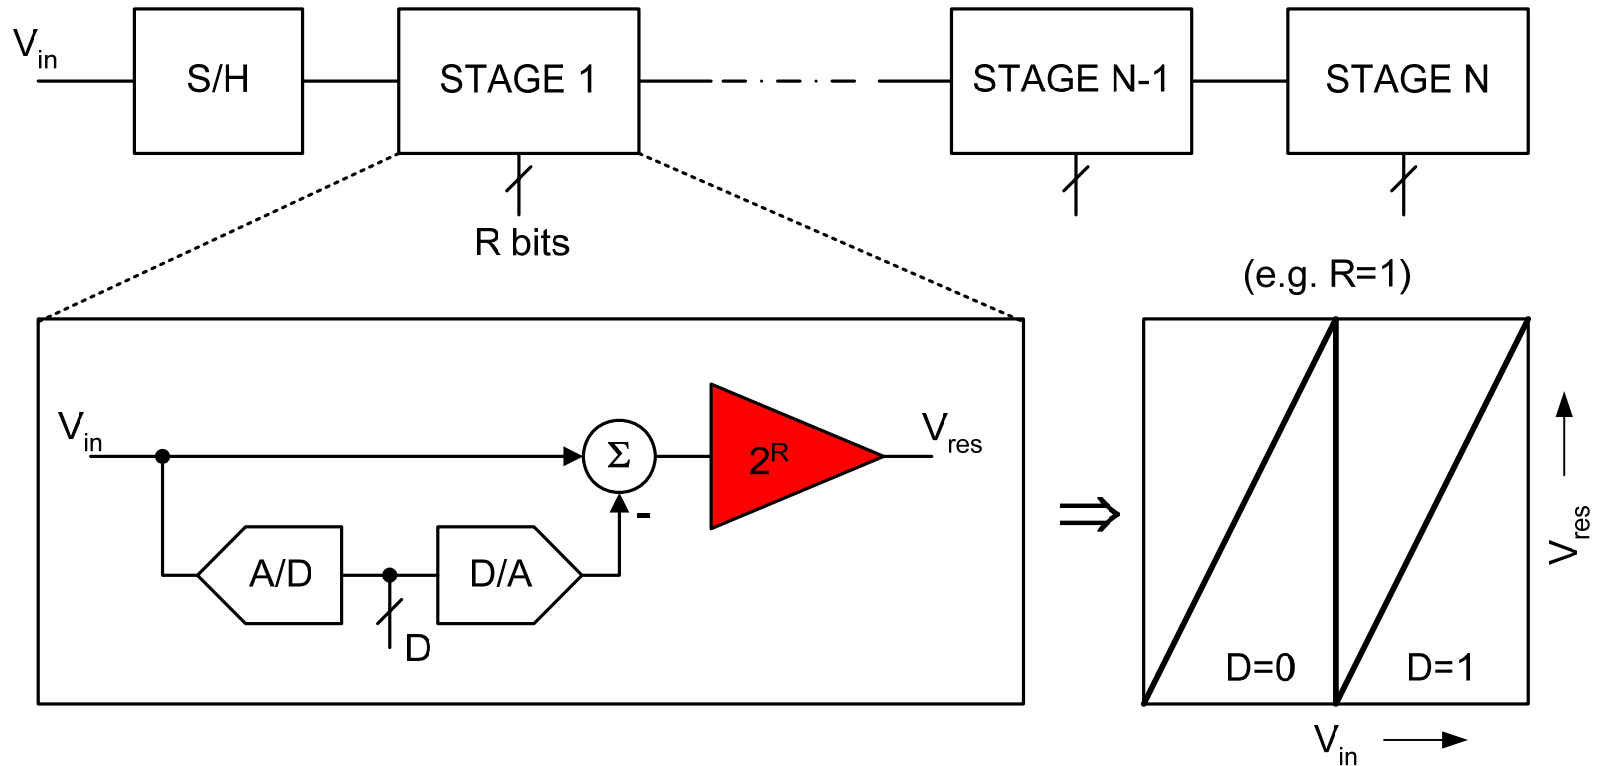 Vin
S/H
STAGE 1
STAGE N-1
STAGE N
R bits
(e.g. R=1)
Vin
Σ
-
2R
Vres
A/D
D/A
D
⇒
D=0
D=1
Vin
Vres